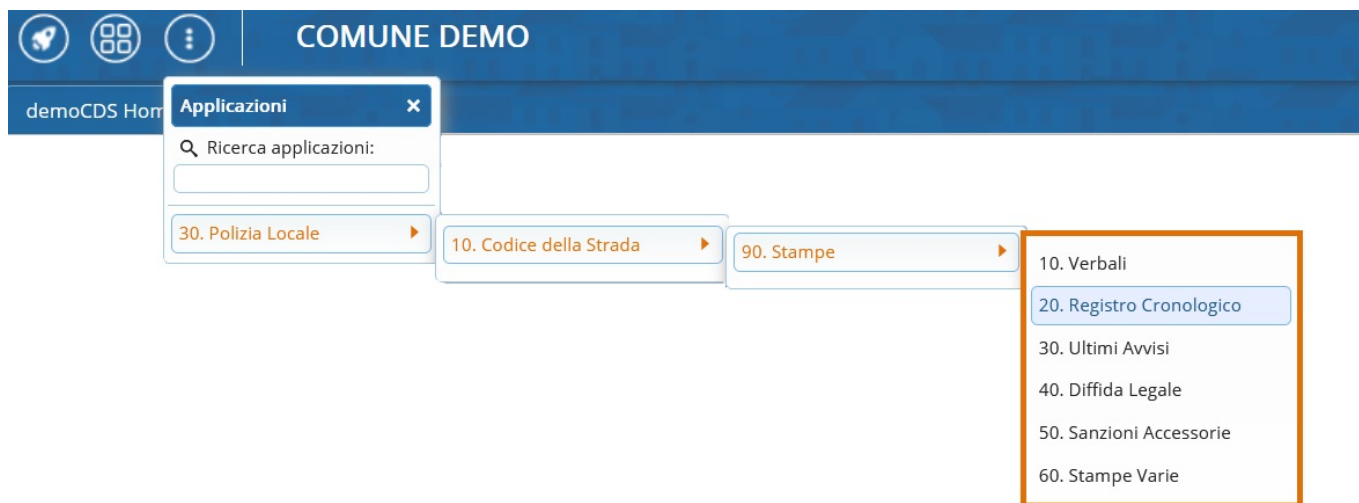 COMUNE DEMO
demoCDS Hom
Applicazioni
Ricerca applicazioni:
30. Polizia Locale
10. Codice della Strada
90. Stampe
10. Verbali
20. Registro Cronologico
30. Ultimi Avvisi
40. Diffida Legale
50. Sanzioni Accessorie
60. Stampe Varie